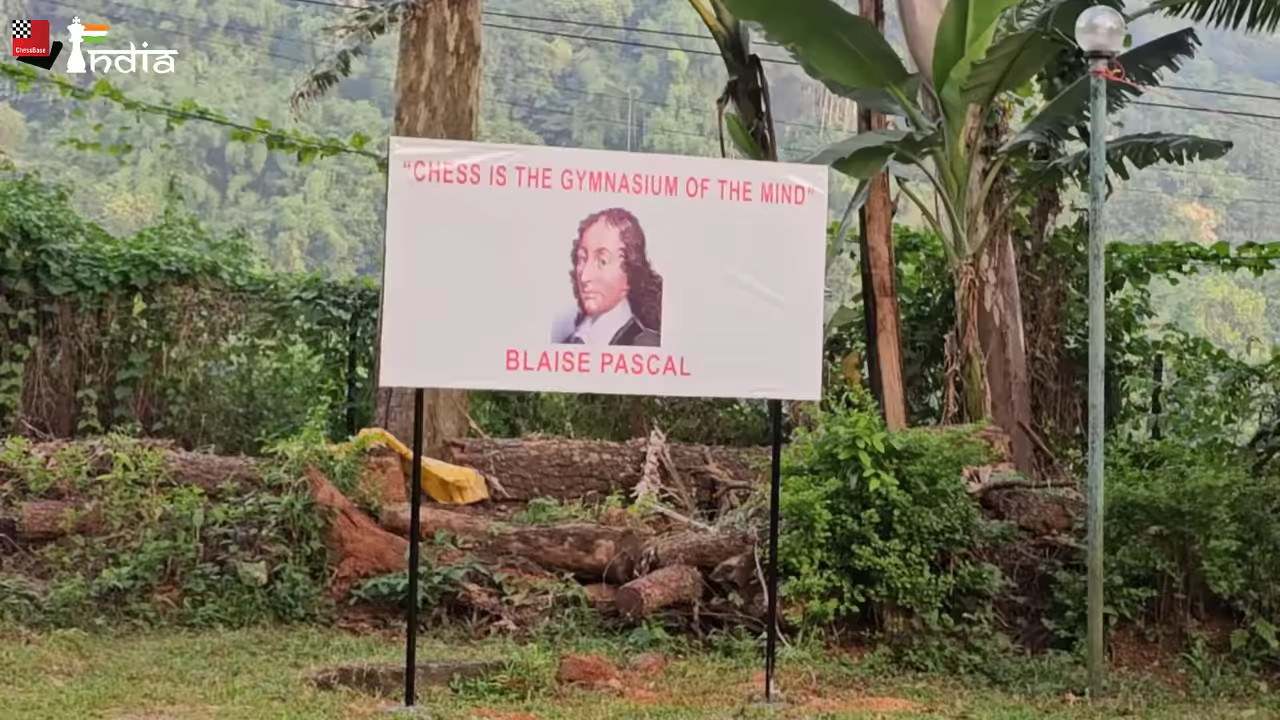 ChessBase
India
"CHESS IS THE GYMNASIUM OF THE MIND"
BLAISE PASCAL